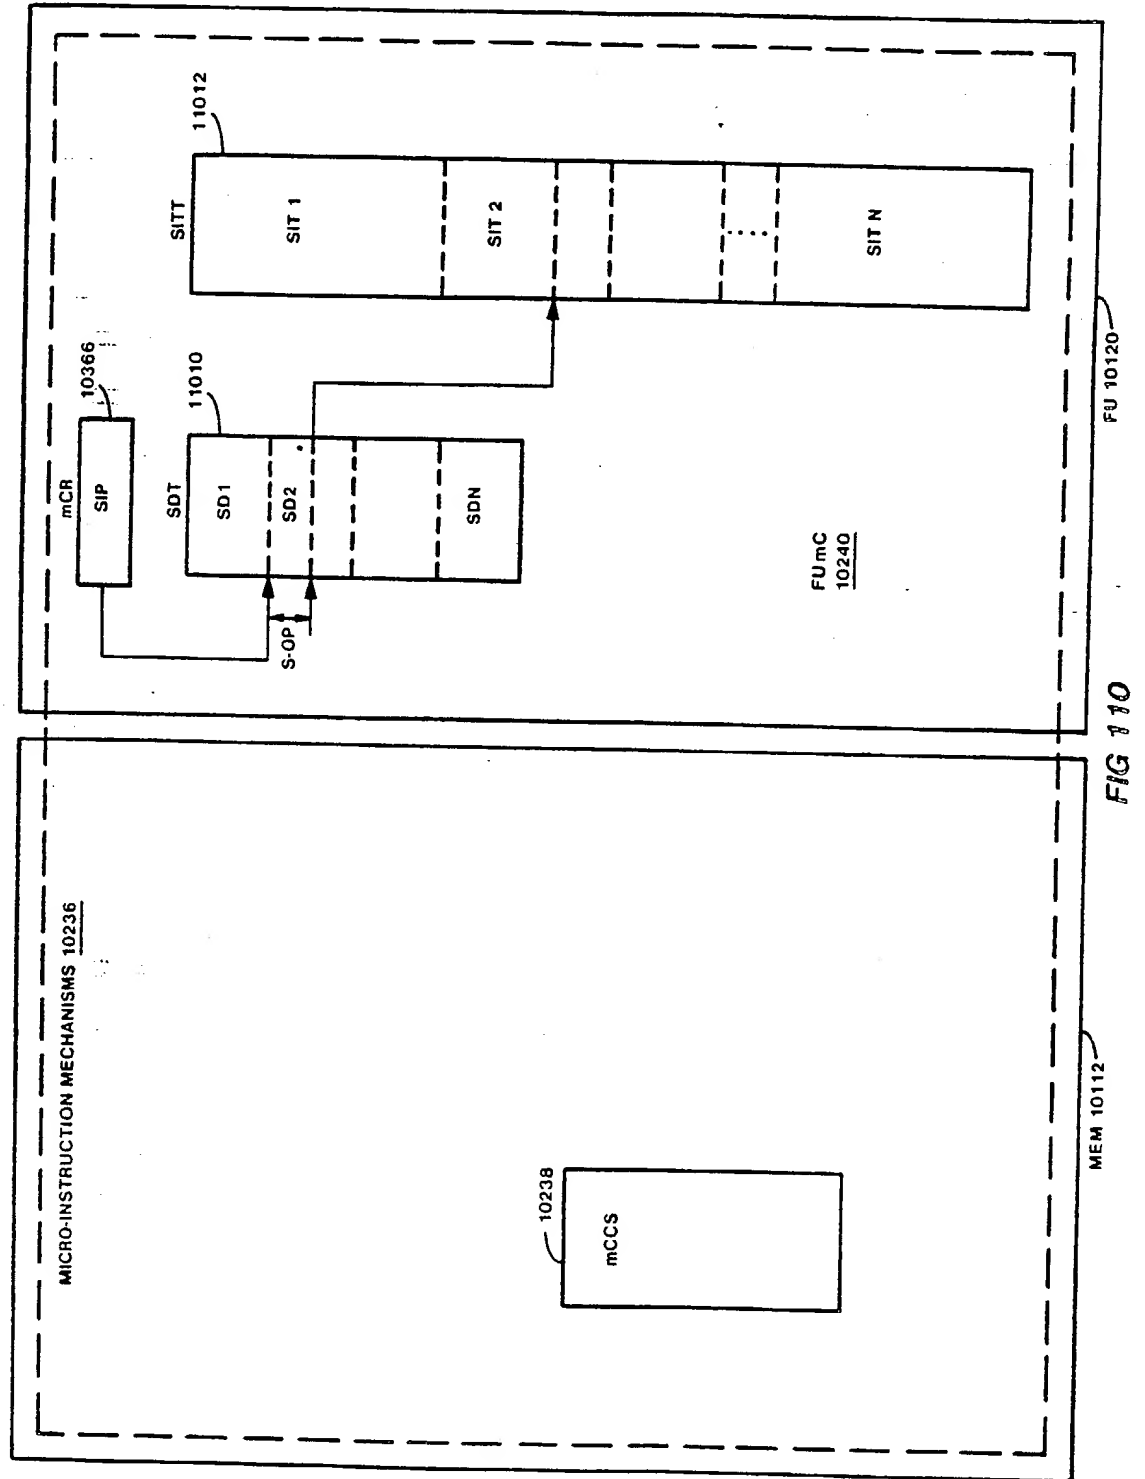 MICRO-INSTRUCTION MECHANISMS 10236
mCR
10366
SIP
SDT
11010
SD1
SD2
SDN
S-OP
SITT
11012
SIT 1
SIT 2
SIT N
FUmC
10240
10238
mCCS
MEM 10112
FU 10120
FIG 110